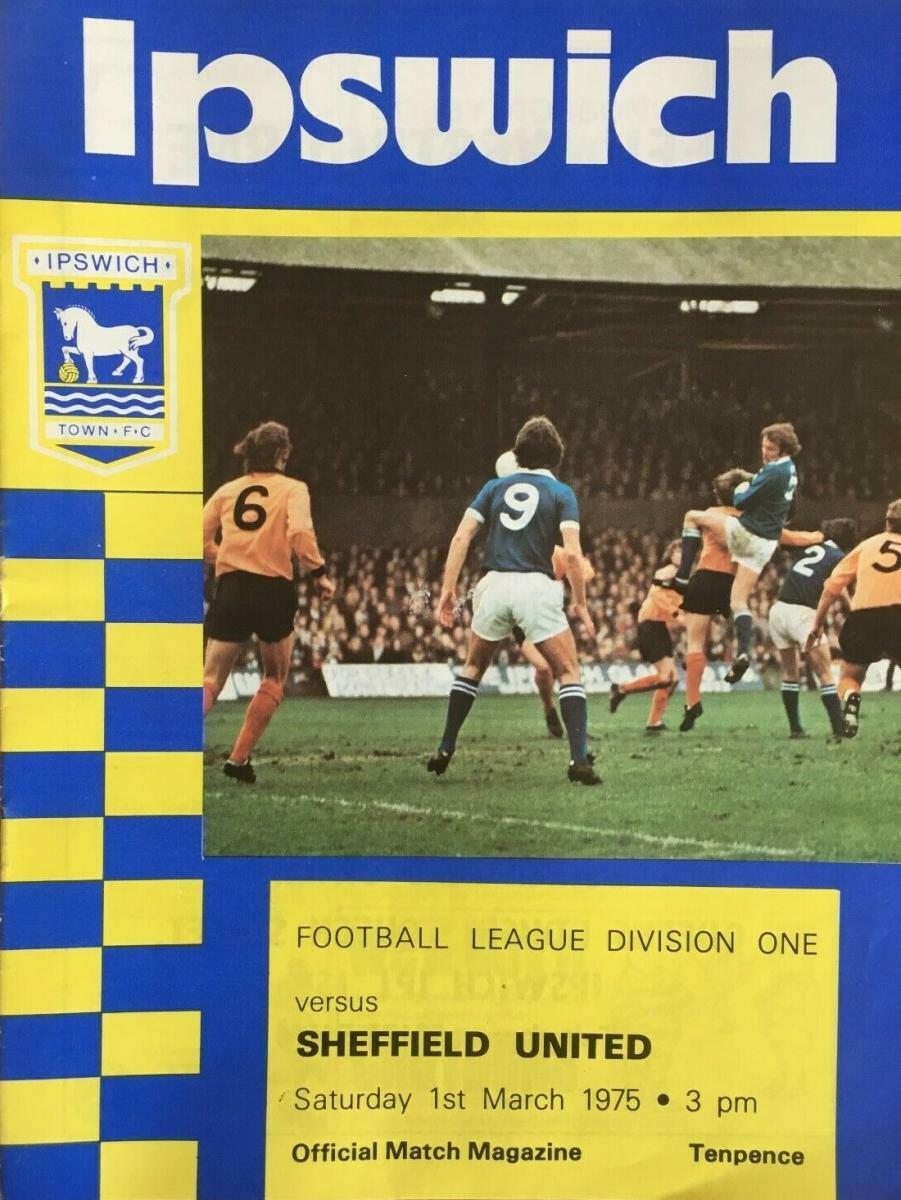 Ipswich
• IPSWICH •
TOWN • F • C
6
9
2
5
FOOTBALL LEAGUE DIVISION ONE
versus
SHEFFIELD UNITED
Saturday 1st March 1975 • 3 pm
Official Match Magazine Tenpence